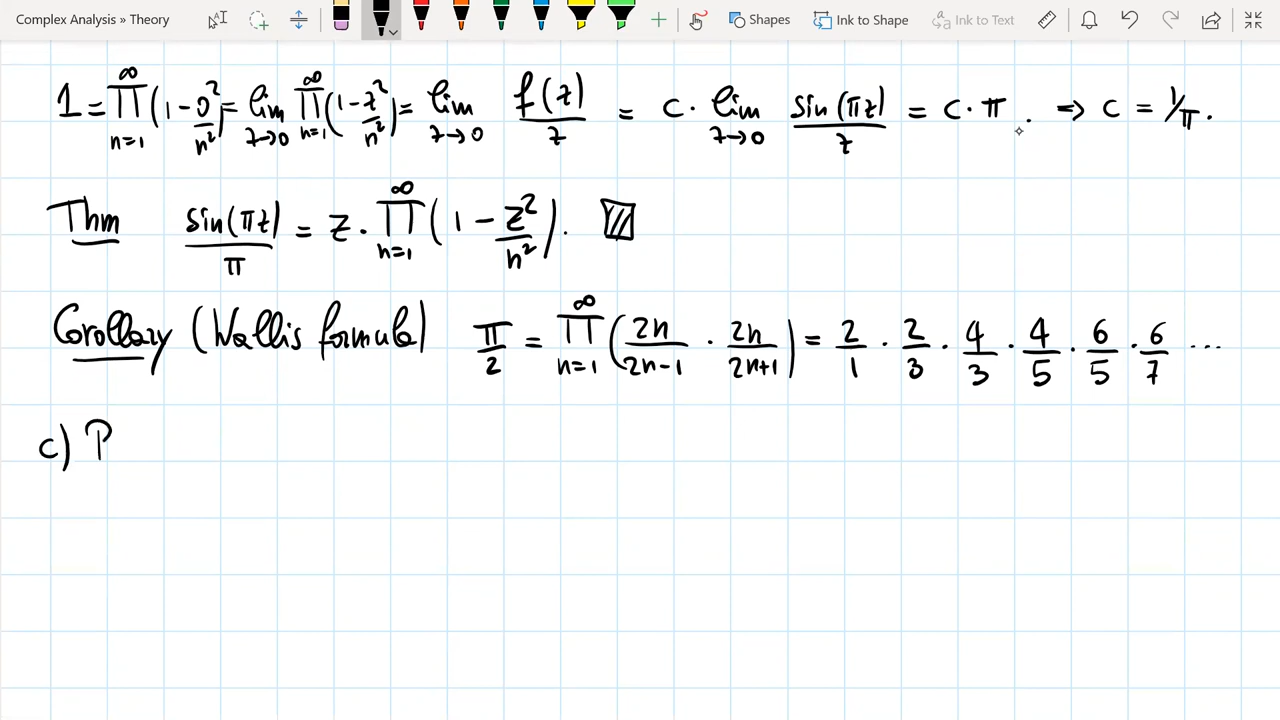 Complex Analysis » Theory Shapes Ink to Shape Ink to Text
1 = ∏_{n=1}^{∞} (1 - 0²/n²) = lim_{z→0} ∏_{n=1}^{∞} (1 - z²/n²) = lim_{z→0} f(z)/z = c · lim_{z→0} sin(πz)/z = c · π . ⇒ c = 1/π .
Thm sin(πz)/π = z · ∏_{n=1}^{∞} (1 - z²/n²) .
Corollary (Wallis formula) π/2 = ∏_{n=1}^{∞} (2n/(2n-1) · 2n/(2n+1)) = 2/1 · 2/3 · 4/3 · 4/5 · 6/5 · 6/7 ...
c) P